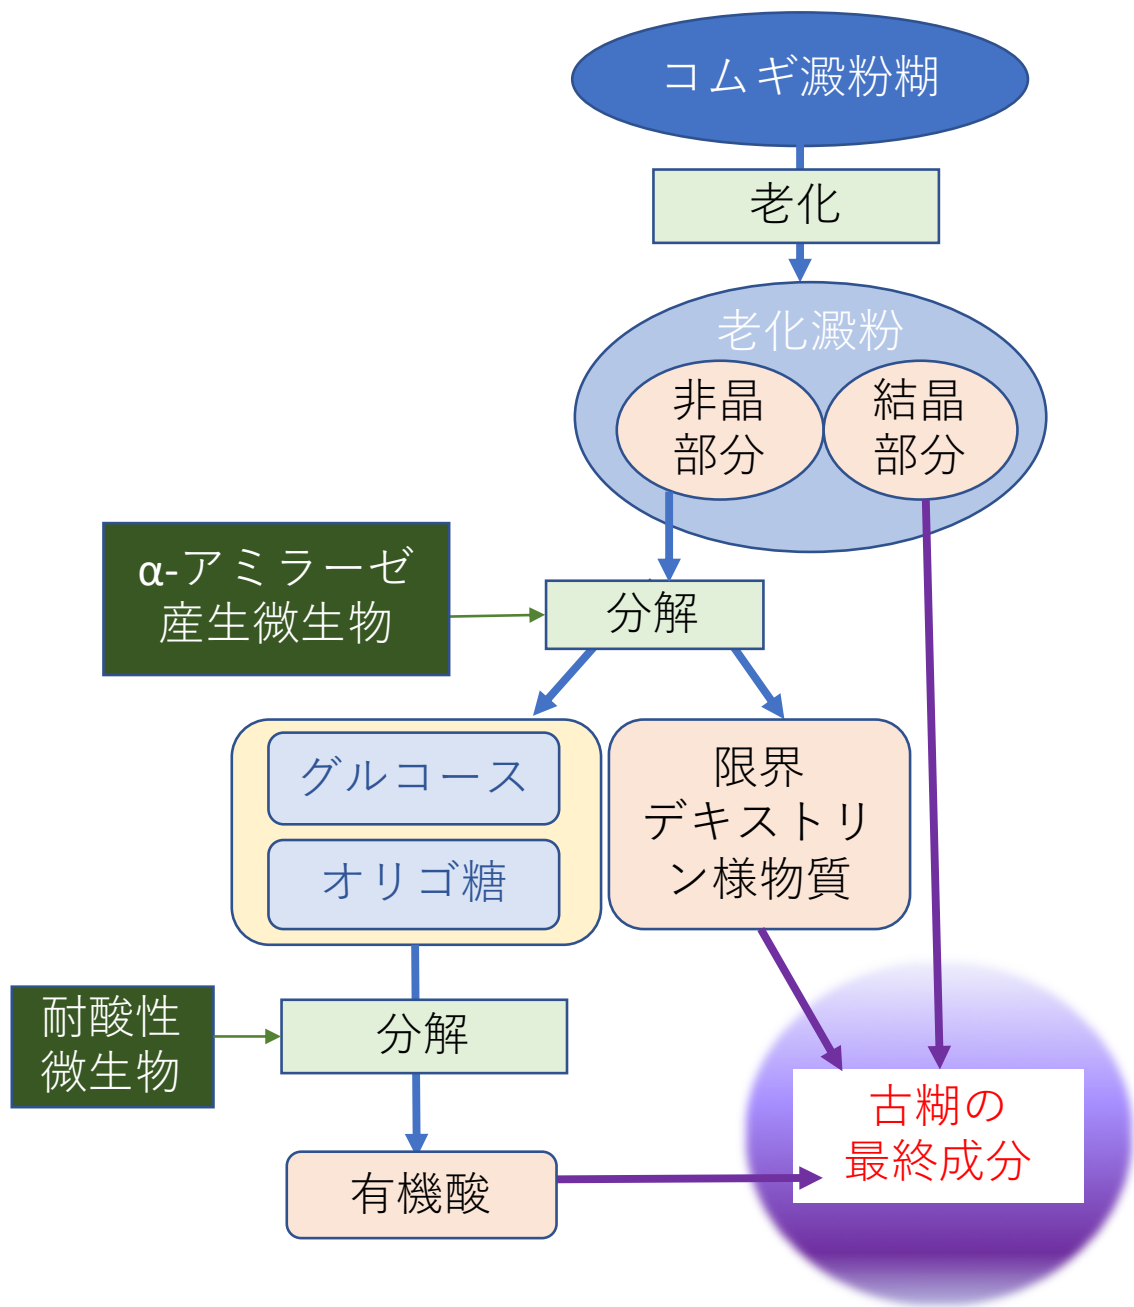 コムギ澱粉糊
老化
老化澱粉
非晶
部分
結晶
部分
α-アミラーゼ
産生微生物
分解
グルコース
オリゴ糖
限界
デキストリ
ン様物質
耐酸性
微生物
分解
有機酸
古糊の
最終成分